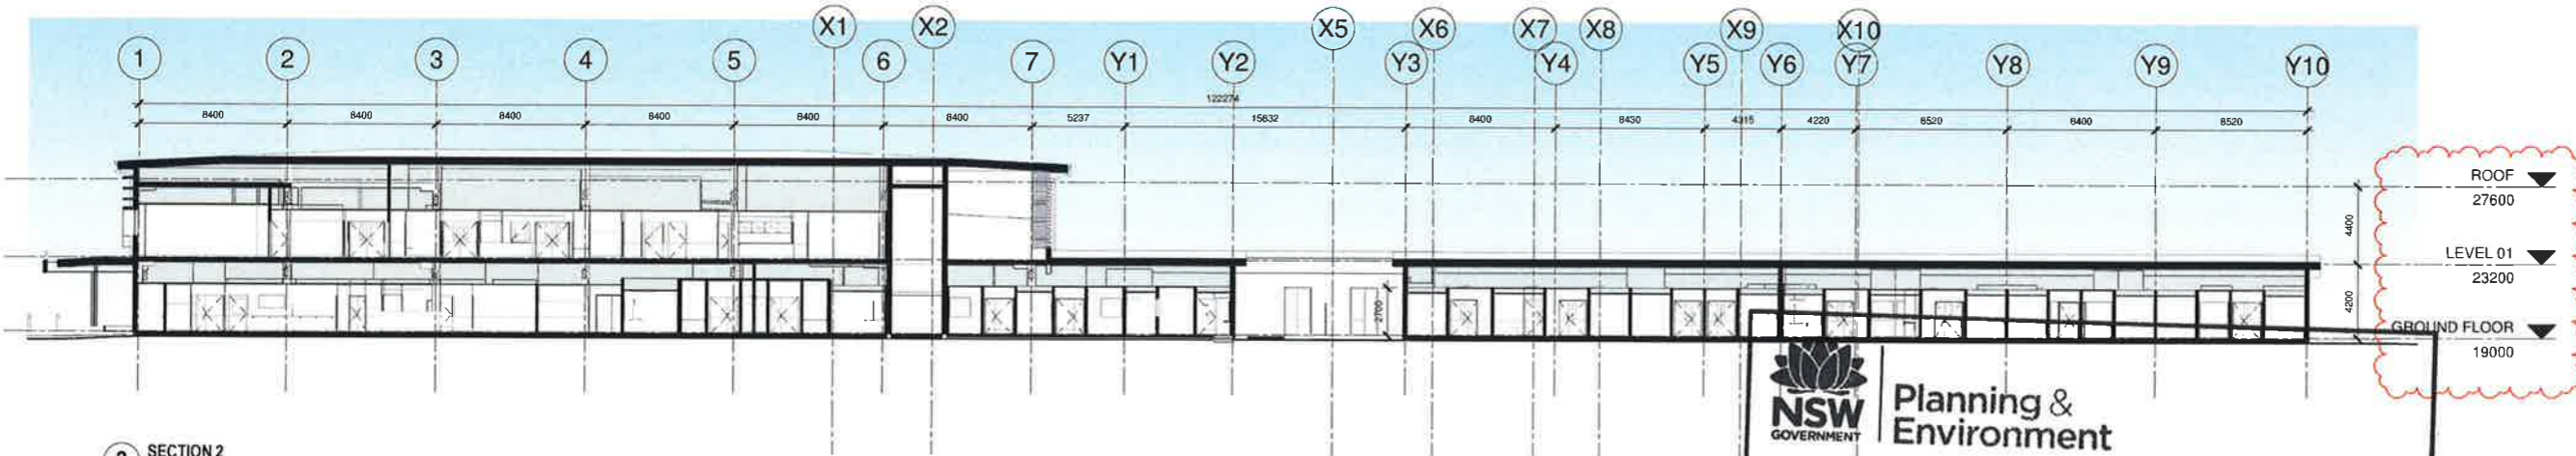 X1 X2 X5 X6 X7 X8 X9 X10
1 2 3 4 5 6 7 Y1 Y2 Y3 Y4 Y5 Y6 Y7 Y8 Y9 Y10
122274
8400 8400 8400 8400 8400 8400 5237 15632 8400 8430 4315 4220 8520 8400 8520
ROOF
27600
4400
LEVEL 01
23200
4200
2700
GROUND FLOOR
19000
NSW
GOVERNMENT
Planning &
Environment
2 SECTION 2